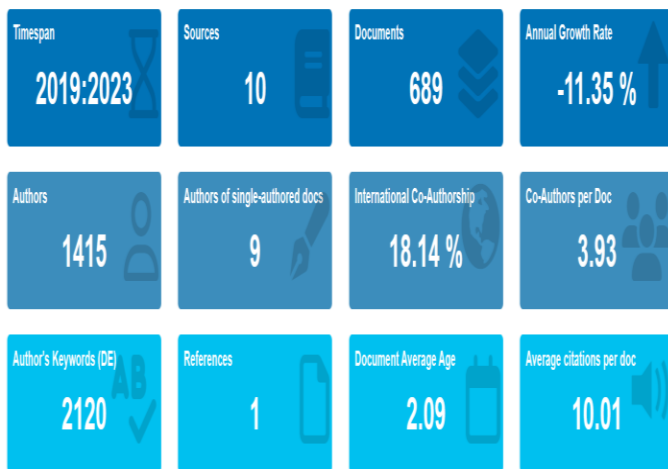 Timespan
2019:2023
Sources
10
Documents
689
Annual Growth Rate
-11.35 %
Authors
1415
Authors of single-authored docs
9
International Co-Authorship
18.14 %
Co-Authors per Doc
3.93
Author's Keywords (DE)
2120
AB
References
1
Document Average Age
2.09
Average citations per doc
10.01